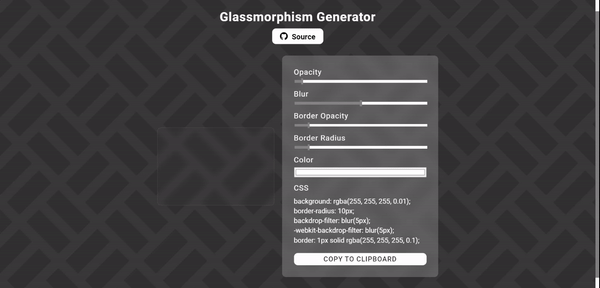 Glassmorphism Generator
Source
Opacity
Blur
Border Opacity
Border Radius
Color
CSS
background: rgba(255, 255, 255, 0.01);
border-radius: 10px;
backdrop-filter: blur(5px);
-webkit-backdrop-filter: blur(5px);
border: 1px solid rgba(255, 255, 255, 0.1);
COPY TO CLIPBOARD